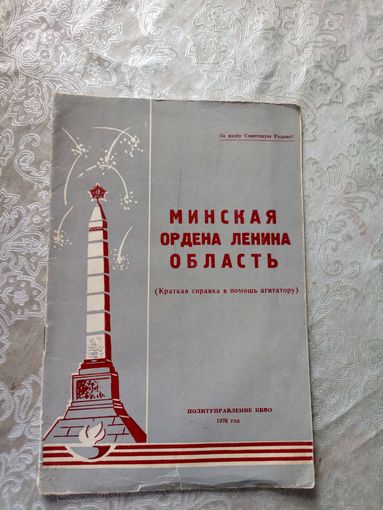 За нашу Советскую Родину!
МИНСКАЯ
ОРДЕНА ЛЕНИНА
ОБЛАСТЬ
(Краткая справка в помощь агитатору)
ПОЛИТУПРАВЛЕНИЕ КБВО
1970 год